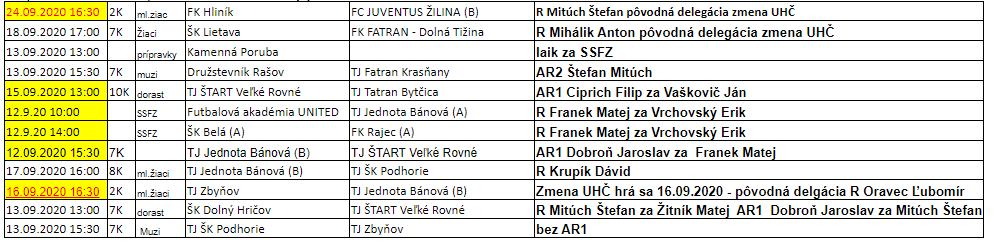 24.09.2020 16:30 2K ml.ziac FK Hliník FC JUVENTUS ŽILINA (B) R Mitúch Štefan pôvodná delegácia zmena UHČ
18.09.2020 17:00 7K Žiaci ŠK Lietava FK FATRAN - Dolná Tižina R Mihálik Anton pôvodná delegácia zmena UHČ
13.09.2020 13:00 prípravky Kamenná Poruba laik za SSFZ
13.09.2020 15:30 7K muzi Družstevník Rašov TJ Fatran Krasňany AR2 Štefan Mitúch
15.09.2020 13:00 10K dorast TJ ŠTART Veľké Rovné TJ Tatran Bytčica AR1 Ciprich Filip za Vaškovič Ján
12.9.20 10:00 SSFZ Futbalová akadémia UNITED TJ Jednota Bánová (A) R Franek Matej za Vrchovský Erik
12.9.20 14:00 SSFZ ŠK Belá (A) FK Rajec (A) R Franek Matej za Vrchovský Erik
12.09.2020 15:30 7K TJ Jednota Bánová (B) TJ ŠTART Veľké Rovné AR1 Dobroň Jaroslav za Franek Matej
17.09.2020 16:00 8K ml.žiaci TJ Jednota Bánová (B) TJ ŠK Podhorie R Krupík Dávid
16.09.2020 16:30 2K ml.žiaci TJ Zbyňov TJ Jednota Bánová (B) Zmena UHČ hrá sa 16.09.2020 - pôvodná delgácia R Oravec Ľubomír
13.09.2020 13:00 7K dorast ŠK Dolný Hričov TJ ŠTART Veľké Rovné R Mitúch Štefan za Žitník Matej AR1 Dobroň Jaroslav za Mitúch Štefan
13.09.2020 15:30 7K Muzi TJ ŠK Podhorie TJ Zbyňov bez AR1